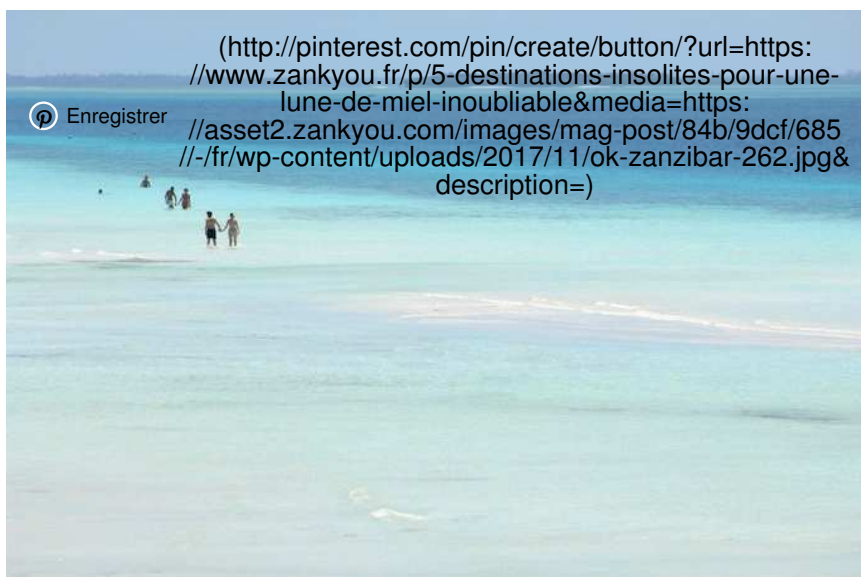 (http://pinterest.com/pin/create/button/?url=https:
//www.zankyou.fr/p/5-destinations-insolites-pour-une-
lune-de-miel-inoubliable&media=https:
Enregistrer
//asset2.zankyou.com/images/mag-post/84b/9dcf/685
//-/fr/wp-content/uploads/2017/11/ok-zanzibar-262.jpg&
description=)